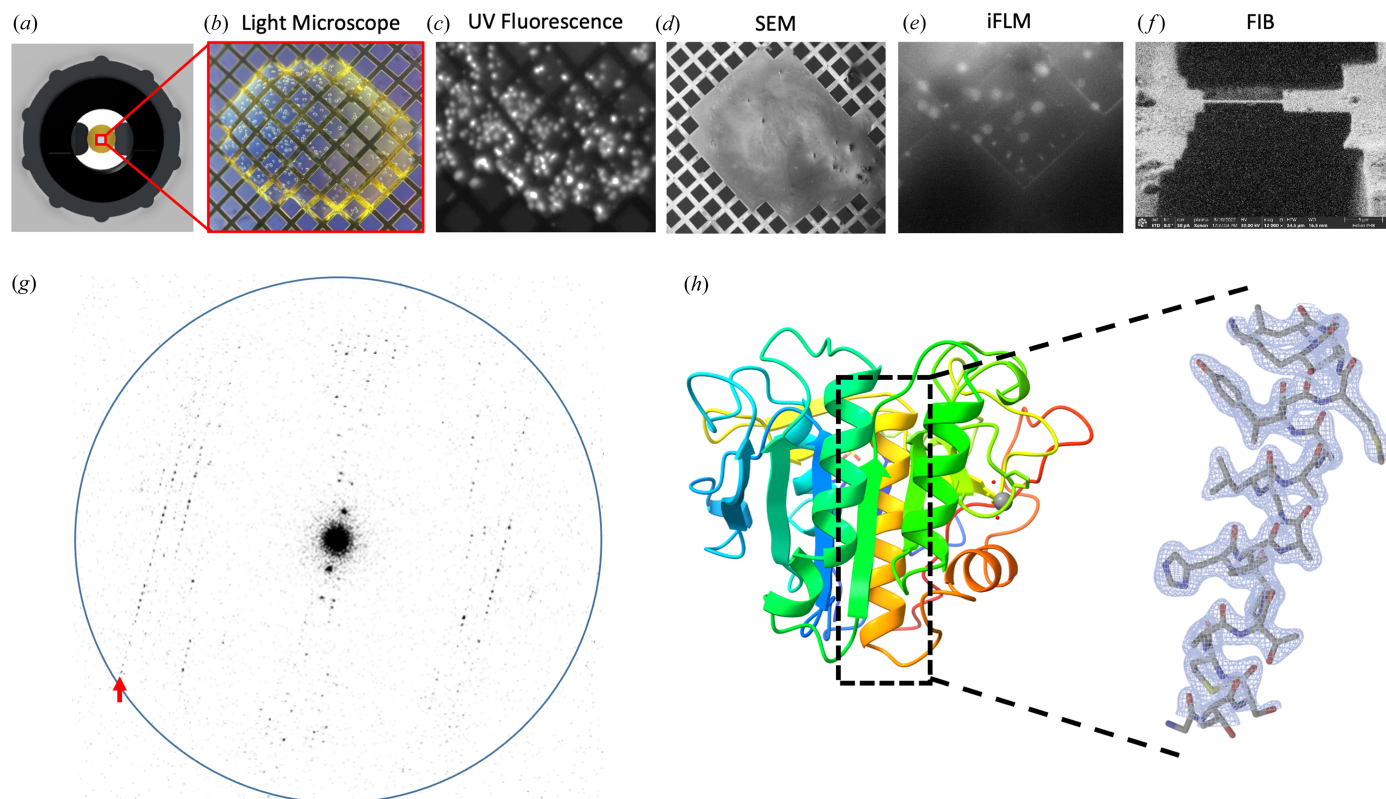 (a)
(b) Light Microscope
(c) UV Fluorescence
(d) SEM
(e) iFLM
(f) FIB
(g)
(h)